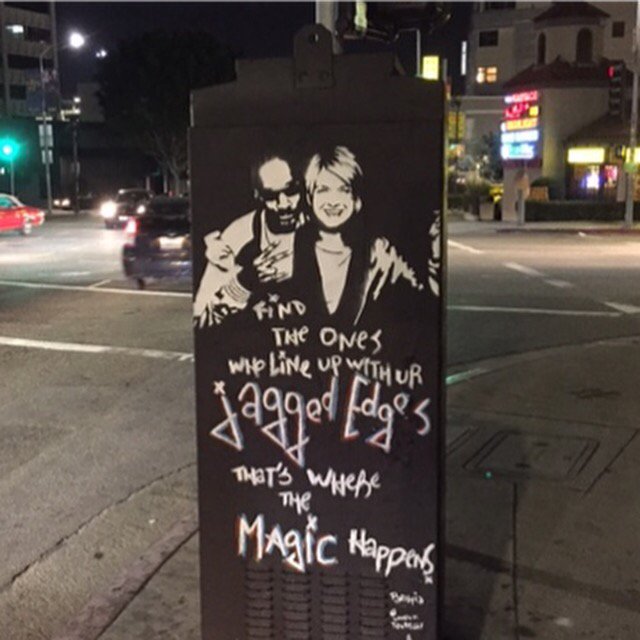 FIND
THE ONES
WHO LINE UP WITH UR
jagged Edges
THAT'S WHERE
THE
MAGIC Happens